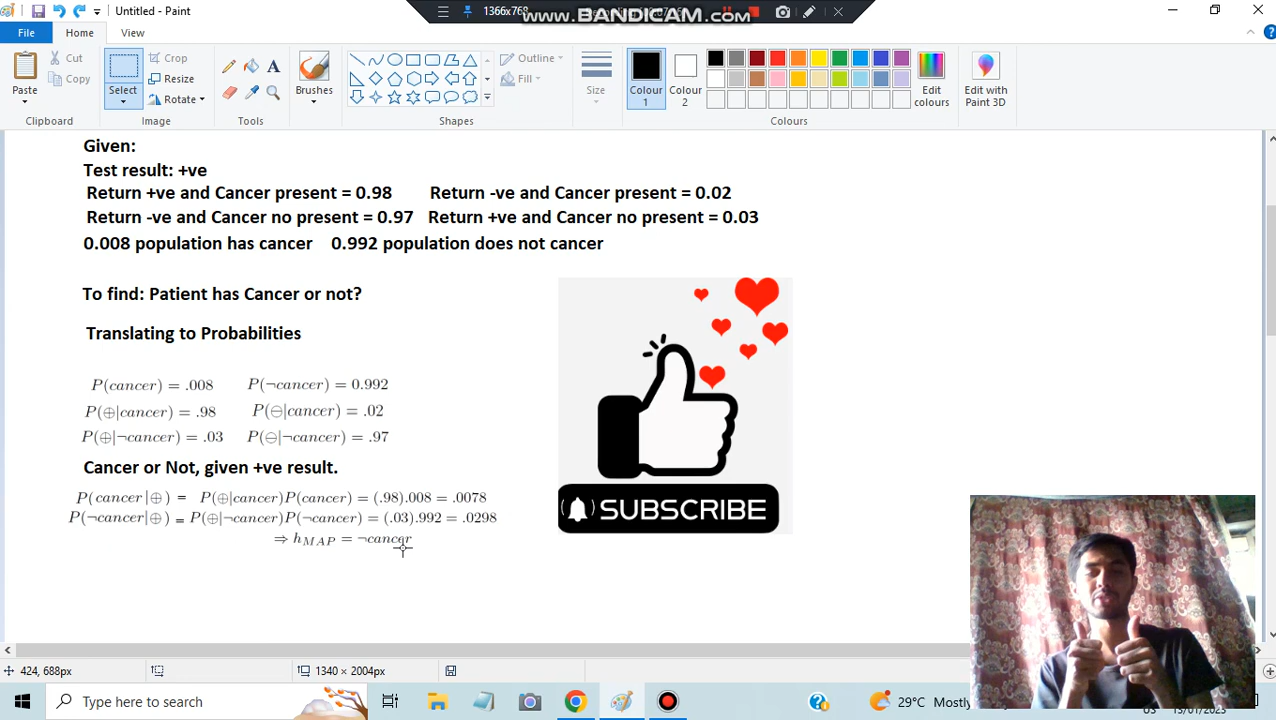 1366x768
www.BANDICAM.com
Untitled - Paint
File
Home
View
Paste
Cut
Copy
Clipboard
Select
Crop
Resize
Rotate
Image
Tools
Brushes
Shapes
Outline
Fill
Size
Colour 1
Colour 2
Edit colours
Edit with Paint 3D
Colours
Given:
Test result: +ve
Return +ve and Cancer present = 0.98 Return -ve and Cancer present = 0.02
Return -ve and Cancer no present = 0.97 Return +ve and Cancer no present = 0.03
0.008 population has cancer 0.992 population does not cancer
To find: Patient has Cancer or not?
Translating to Probabilities
P(cancer) = .008 P(¬cancer) = 0.992
P(⊕|cancer) = .98 P(⊖|cancer) = .02
P(⊕|¬cancer) = .03 P(⊖|¬cancer) = .97
Cancer or Not, given +ve result.
P(cancer|⊕) = P(⊕|cancer)P(cancer) = (.98).008 = .0078
P(¬cancer|⊕) = P(⊕|¬cancer)P(¬cancer) = (.03).992 = .0298
⇒ hMAP = ¬cancer
SUBSCRIBE
424, 688px
1340 × 2004px
Type here to search
29°C Mostly
15/01/2023